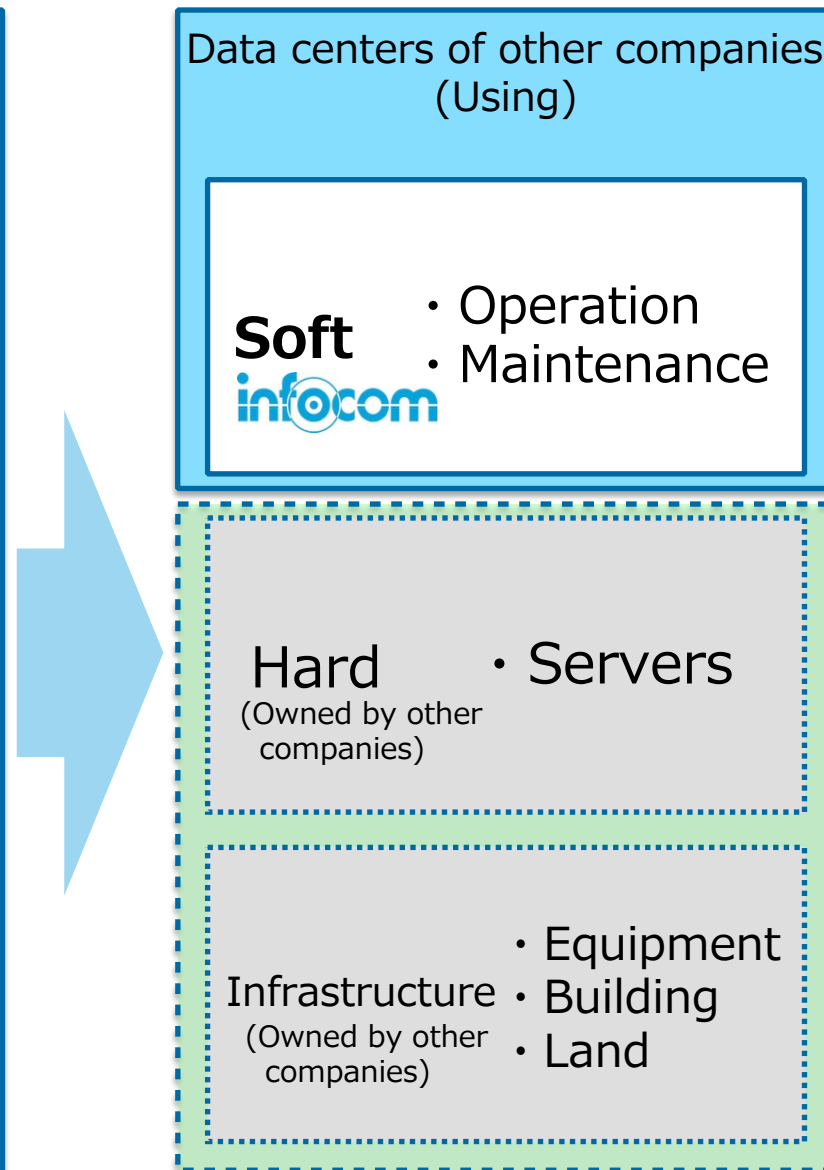 Data centers of other companies
(Using)
Soft
infocom
・Operation
・Maintenance
Hard
(Owned by other
companies)
・Servers
Infrastructure
(Owned by other
companies)
・Equipment
・Building
・Land